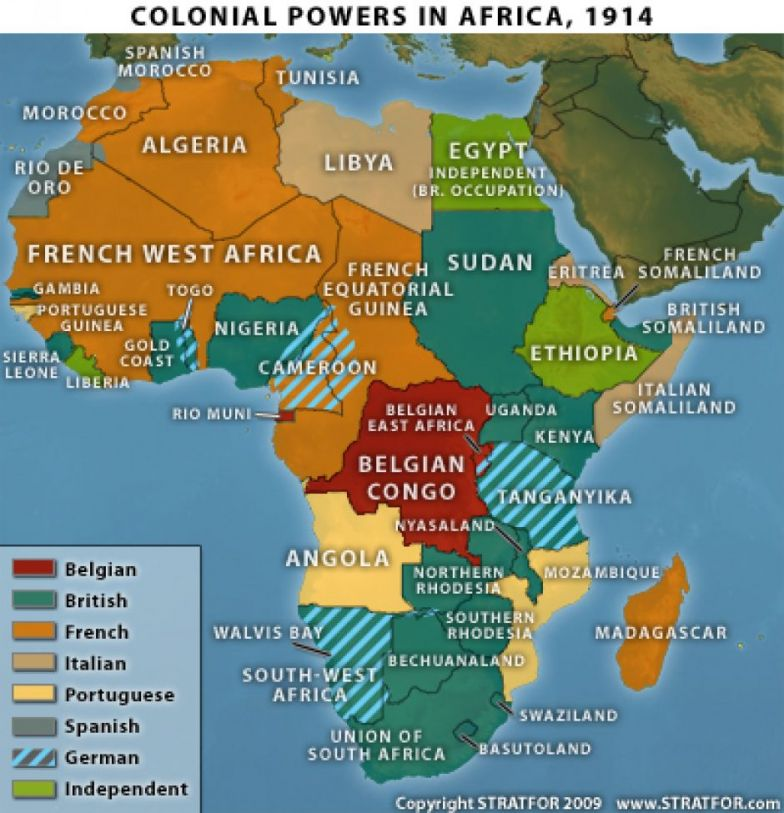 COLONIAL POWERS IN AFRICA, 1914
SPANISH
MOROCCO
TUNISIA
MOROCCO
ALGERIA
LIBYA
EGYPT
INDEPENDENT
(BR. OCCUPATION)
RIO DE
ORO
FRENCH WEST AFRICA
FRENCH
EQUATORIAL
GUINEA
SUDAN
ERITREA
FRENCH
SOMALILAND
GAMBIA
TOGO
PORTUGUESE
GUINEA
NIGERIA
BRITISH
SOMALILAND
SIERRA
LEONE
GOLD
COAST
LIBERIA
CAMEROON
ETHIOPIA
ITALIAN
SOMALILAND
RIO MUNI
BELGIAN
EAST AFRICA
UGANDA
KENYA
BELGIAN
CONGO
TANGANYIKA
NYASALAND
ANGOLA
NORTHERN
RHODESIA
MOZAMBIQUE
SOUTHERN
RHODESIA
MADAGASCAR
WALVIS BAY
BECHUANALAND
SOUTH-WEST
AFRICA
SWAZILAND
UNION OF
SOUTH AFRICA
BASUTOLAND
Belgian
British
French
Italian
Portuguese
Spanish
German
Independent
Copyright STRATFOR 2009 www.STRATFOR.com